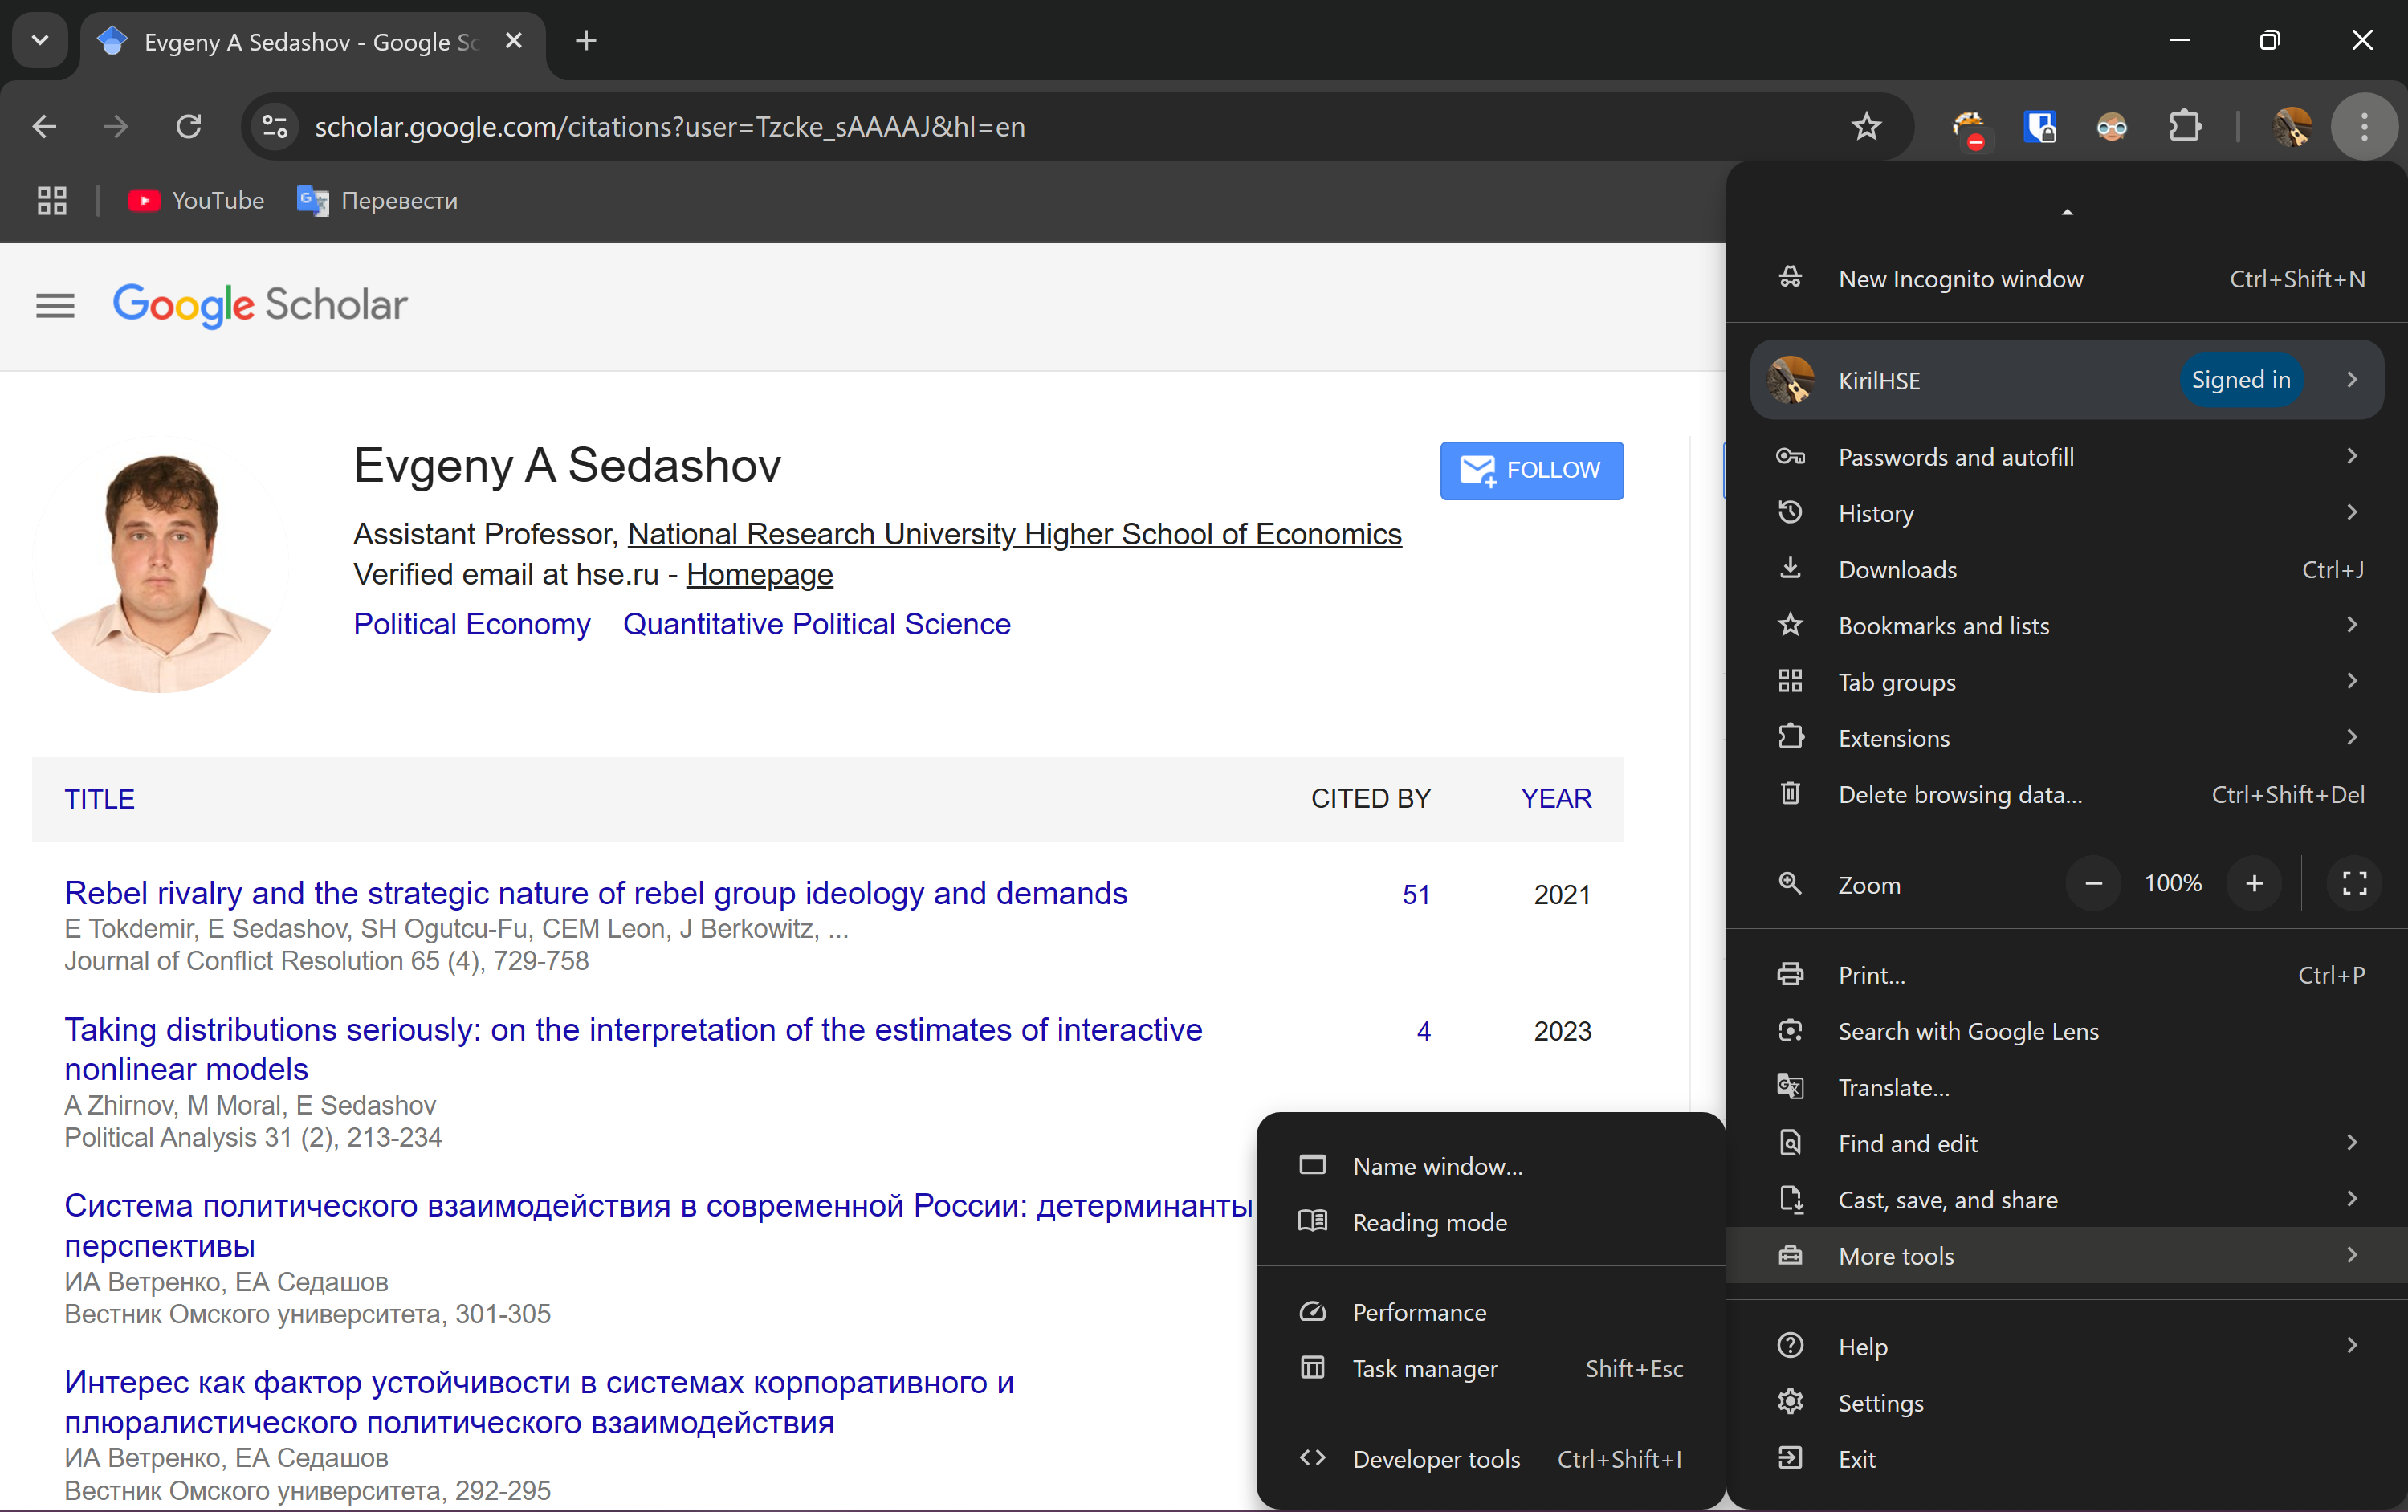 Evgeny A Sedashov - Google Sc
scholar.google.com/citations?user=Tzcke_sAAAAJ&hl=en
YouTube
Перевести
Google Scholar
Evgeny A Sedashov
FOLLOW
Assistant Professor, National Research University Higher School of Economics
Verified email at hse.ru - Homepage
Political Economy Quantitative Political Science
TITLE CITED BY YEAR
Rebel rivalry and the strategic nature of rebel group ideology and demands 51 2021
E Tokdemir, E Sedashov, SH Ogutcu-Fu, CEM Leon, J Berkowitz, ...
Journal of Conflict Resolution 65 (4), 729-758
Taking distributions seriously: on the interpretation of the estimates of interactive 4 2023
nonlinear models
A Zhirnov, M Moral, E Sedashov
Political Analysis 31 (2), 213-234
Система политического взаимодействия в современной России: детерминанты
перспективы
ИА Ветренко, ЕА Седашов
Вестник Омского университета, 301-305
Интерес как фактор устойчивости в системах корпоративного и
плюралистического политического взаимодействия
ИА Ветренко, ЕА Седашов
Вестник Омского университета, 292-295
New Incognito window Ctrl+Shift+N
KirilHSE Signed in
Passwords and autofill
History
Downloads Ctrl+J
Bookmarks and lists
Tab groups
Extensions
Delete browsing data... Ctrl+Shift+Del
Zoom 100%
Print... Ctrl+P
Search with Google Lens
Translate...
Find and edit
Cast, save, and share
More tools
Help
Settings
Exit
Name window...
Reading mode
Performance
Task manager Shift+Esc
Developer tools Ctrl+Shift+I